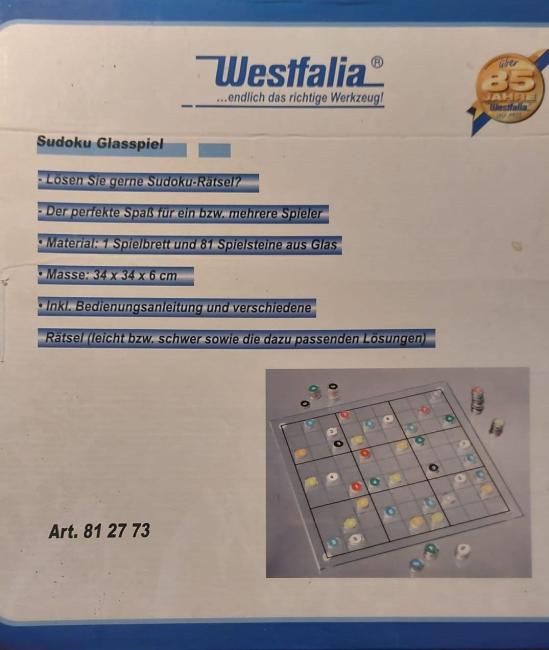 Westfalia®
...endlich das richtige Werkzeug!
über
85
JAHRE
Westfalia
Sudoku Glasspiel
- Lösen Sie gerne Sudoku-Rätsel?
- Der perfekte Spaß für ein bzw. mehrere Spieler
• Material: 1 Spielbrett und 81 Spielsteine aus Glas
• Masse: 34 x 34 x 6 cm
• Inkl. Bedienungsanleitung und verschiedene
Rätsel (leicht bzw. schwer sowie die dazu passenden Lösungen)
Art. 81 27 73